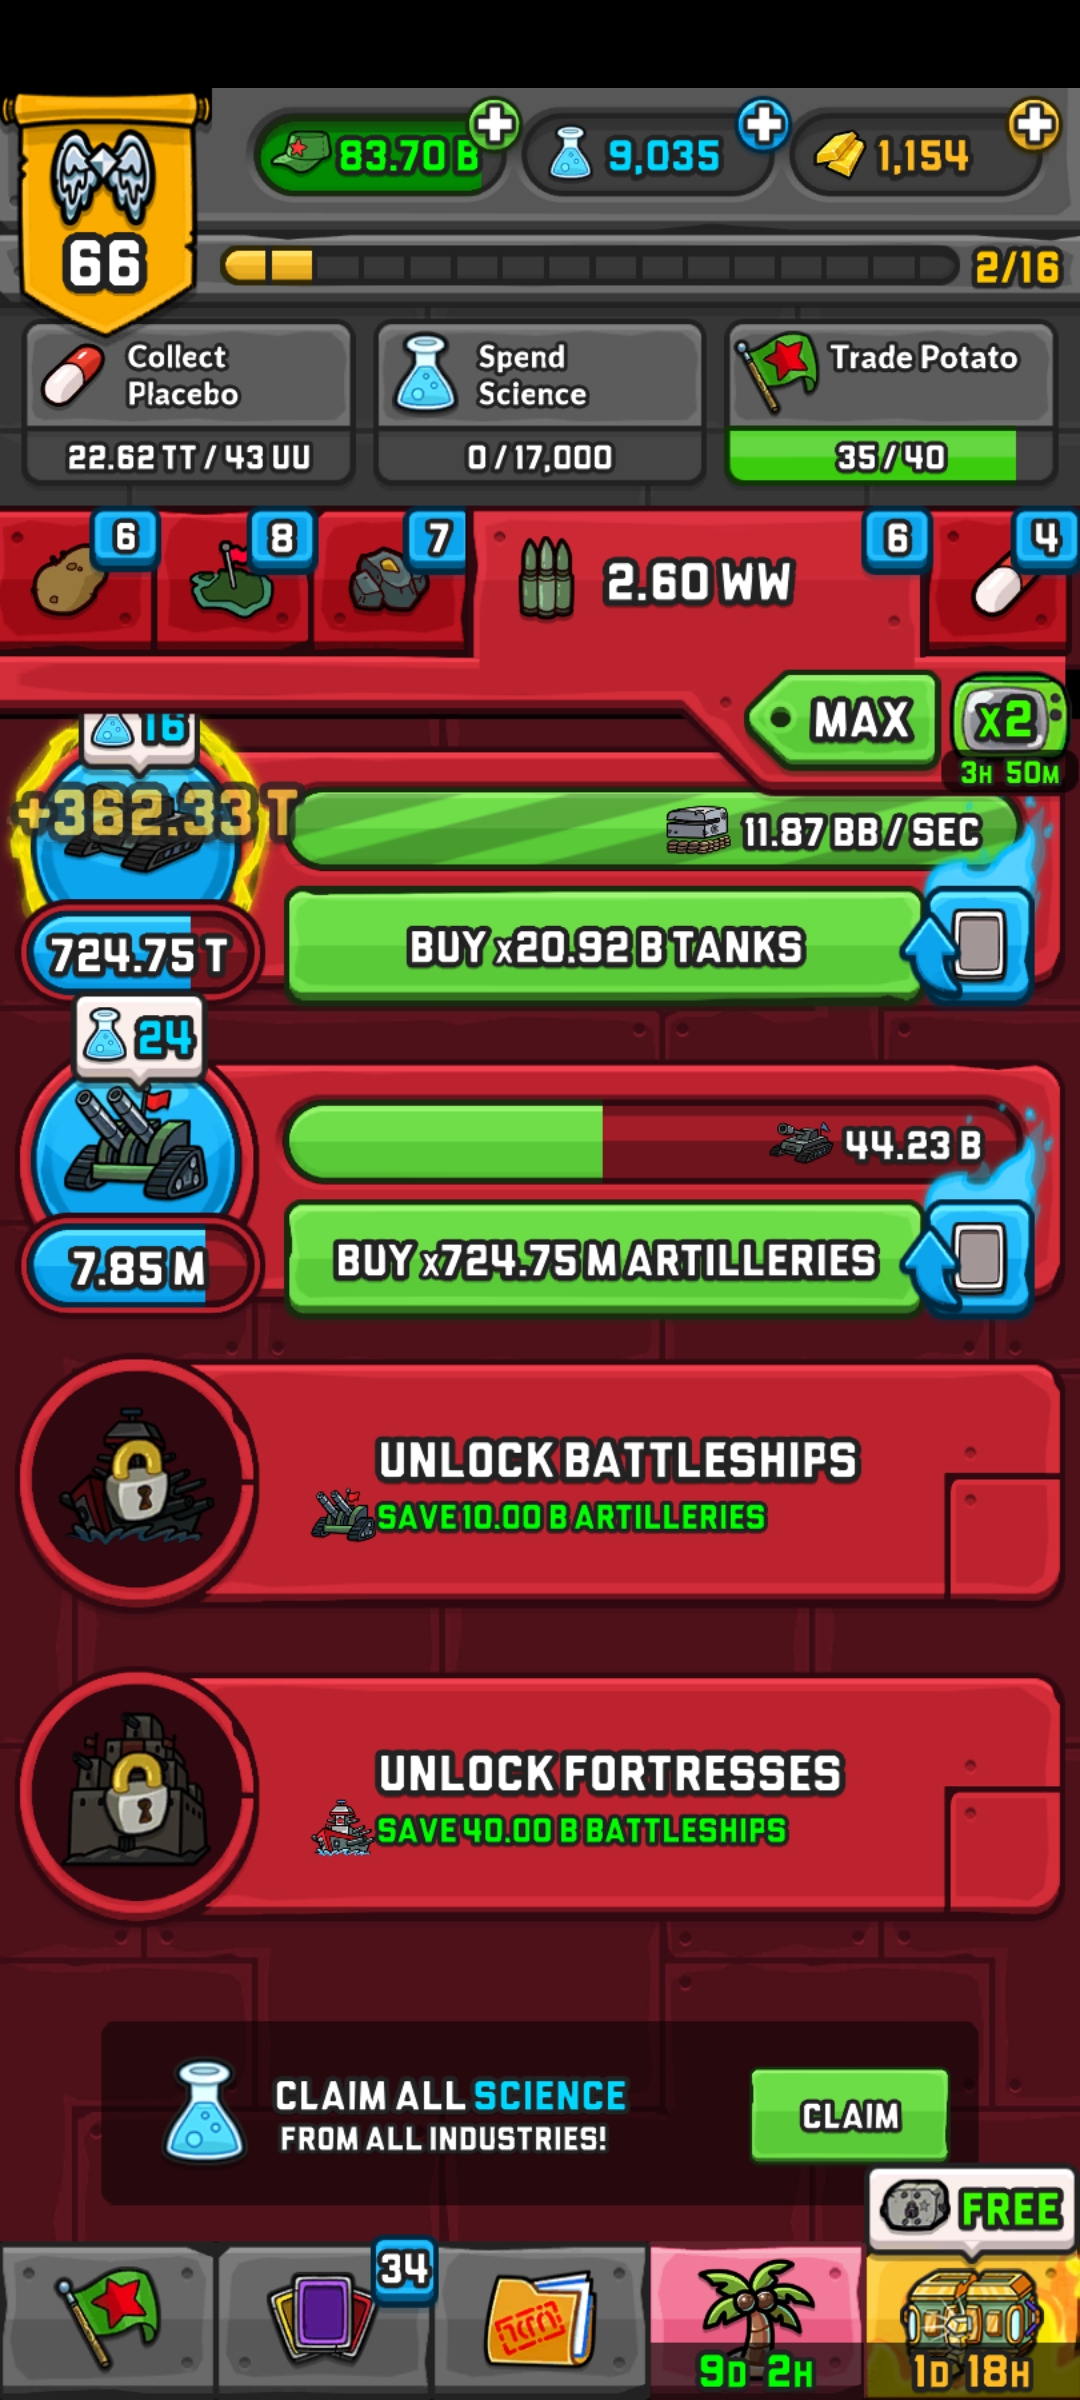 83.70 B
9,035
1,154
66
2/16
Collect
Placebo
Spend
Science
Trade Potato
22.62 TT / 43 UU
0 / 17,000
35 / 40
6
8
7
2.60 WW
6
4
MAX
x2
3H 50M
16
+362.33 T
11.87 BB / SEC
724.75 T
BUY x20.92 B TANKS
24
44.23 B
7.85 M
BUY x724.75 M ARTILLERIES
UNLOCK BATTLESHIPS
SAVE 10.00 B ARTILLERIES
UNLOCK FORTRESSES
SAVE 40.00 B BATTLESHIPS
CLAIM ALL SCIENCE
FROM ALL INDUSTRIES!
CLAIM
FREE
34
9D 2H
1D 18H